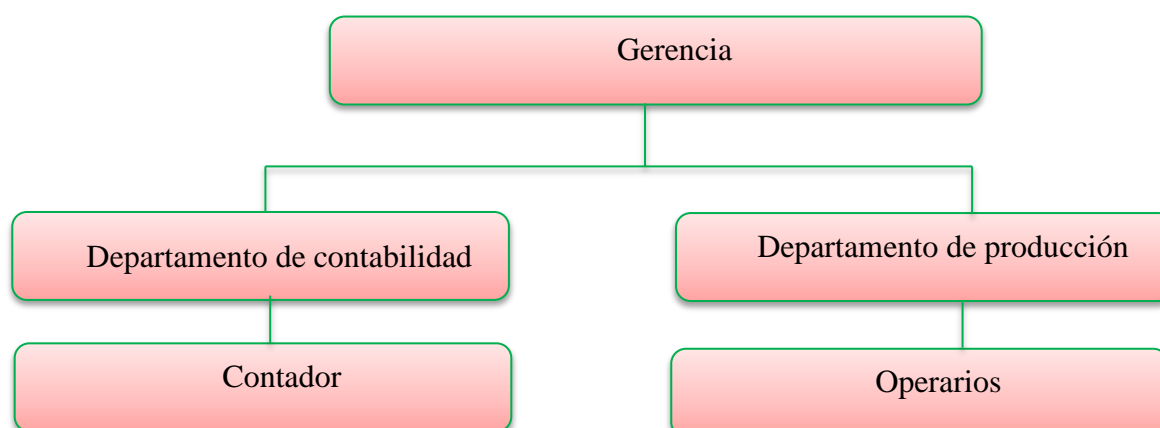 Gerencia
Departamento de contabilidad
Departamento de producción
Contador
Operarios